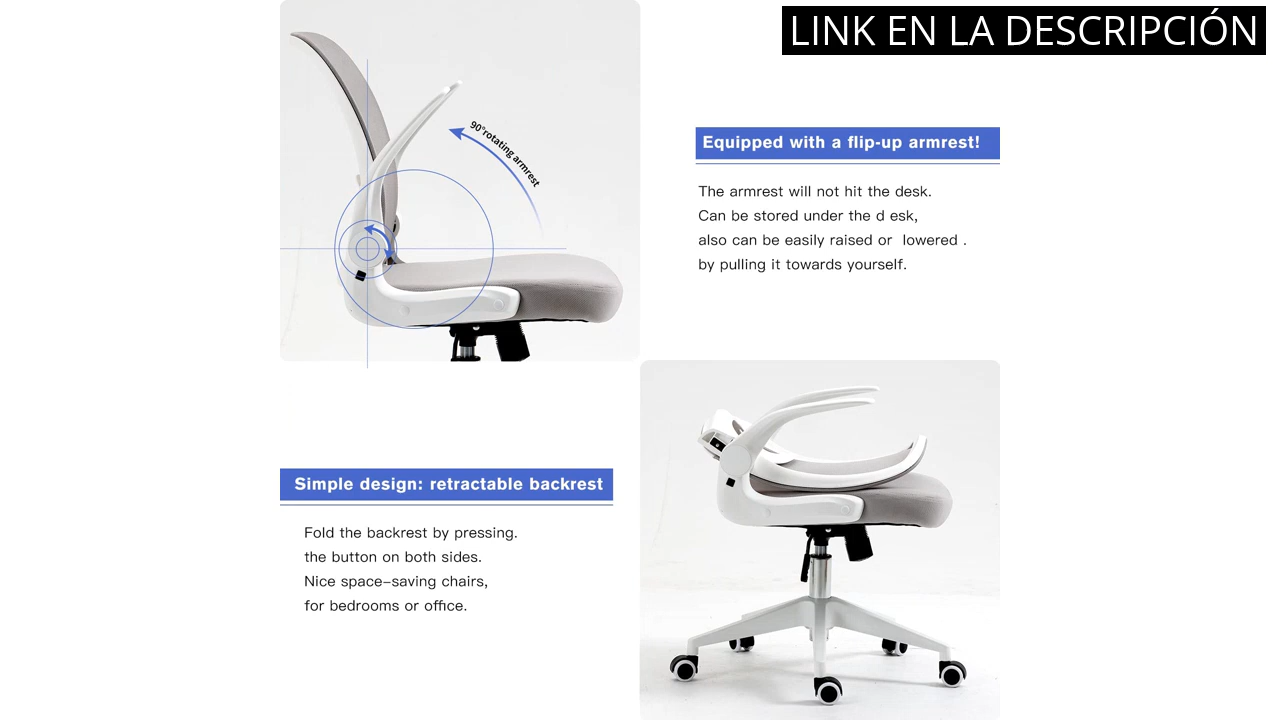 LINK EN LA DESCRIPCIÓN
90°rotating armrest
Equipped with a flip-up armrest!
The armrest will not hit the desk.
Can be stored under the d esk,
also can be easily raised or lowered .
by pulling it towards yourself.
Simple design: retractable backrest
Fold the backrest by pressing.
the button on both sides.
Nice space-saving chairs,
for bedrooms or office.